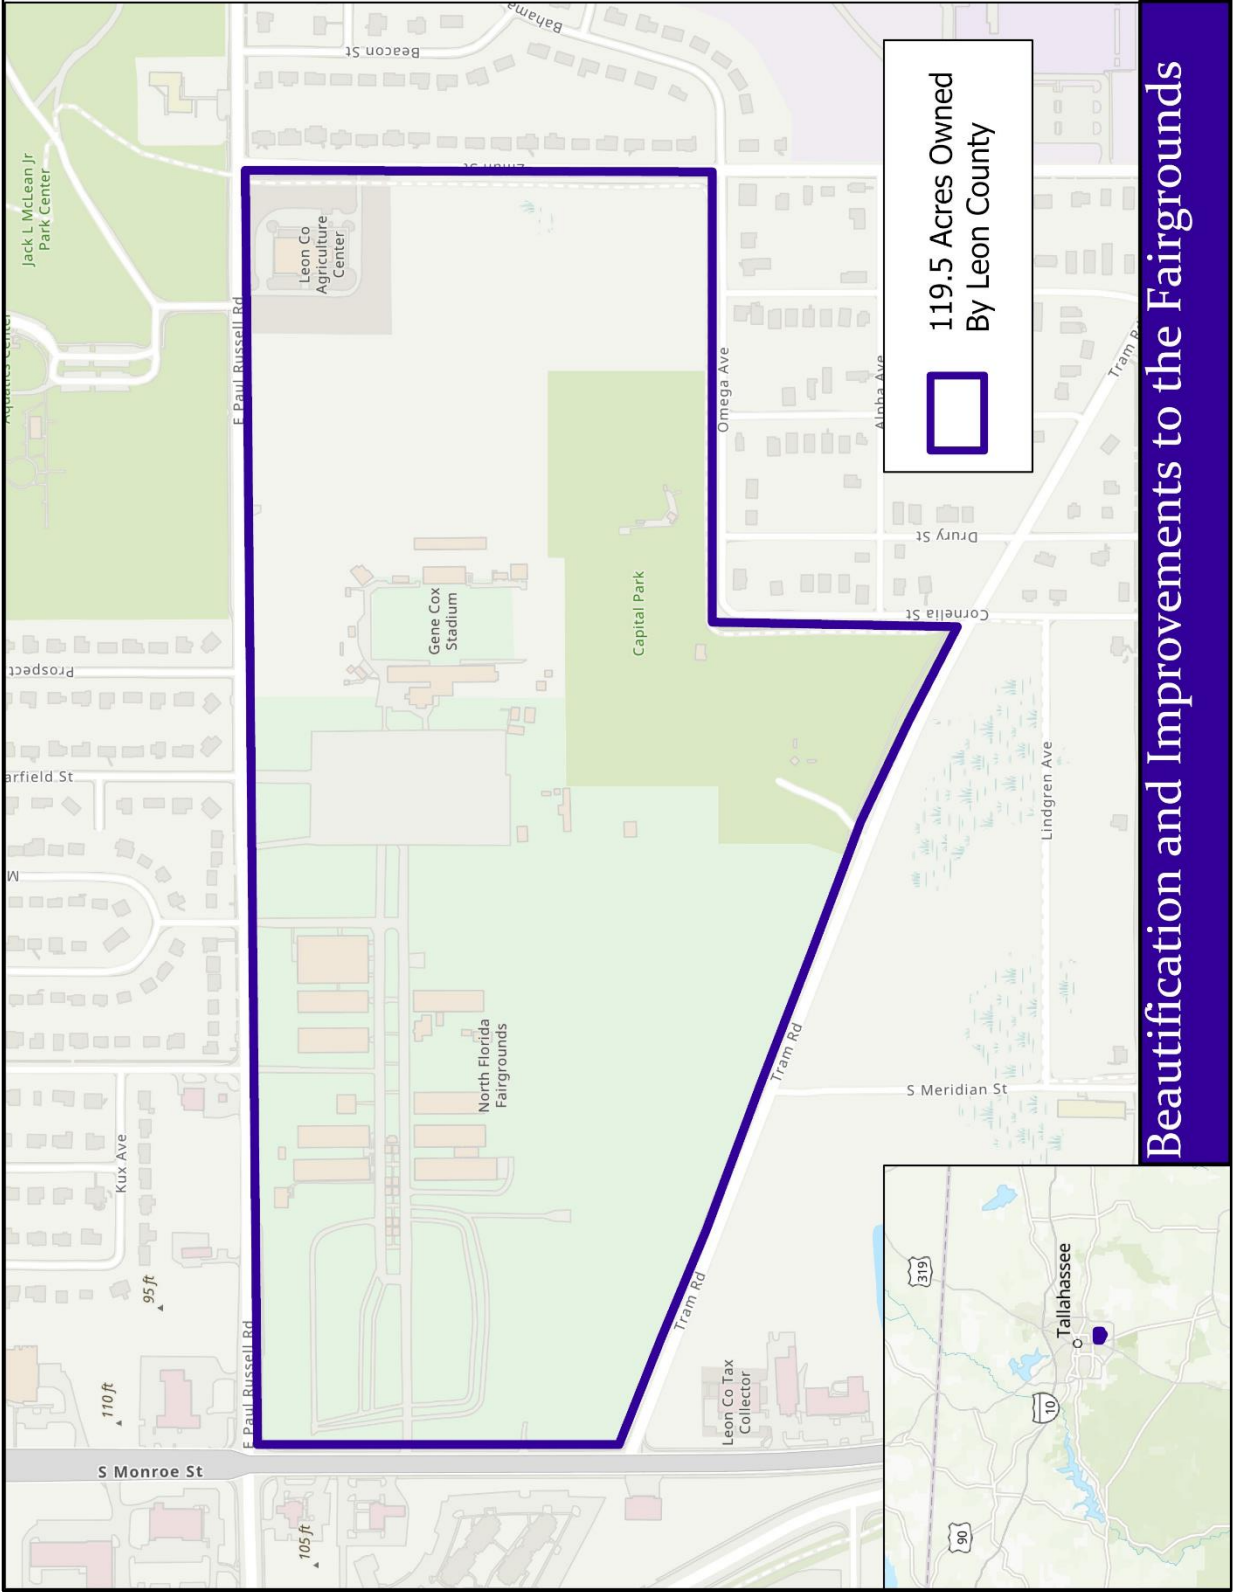 Jack L McLean Jr
Park Center
Bahama
Beacon St
E Paul Russell Rd
Leon Co
Agriculture
Center
Omega Ave
Alpha Ave
Tram Rd
Prospect
Gene Cox
Stadium
Capital Park
Drury St
Cornelia St
Lindgren Ave
North Florida
Fairgrounds
Kux Ave
95 ft
110 ft
105 ft
E Paul Russell Rd
S Monroe St
Tram Rd
Tram Rd
S Meridian St
Leon Co Tax
Collector
119.5 Acres Owned
By Leon County
319
Tallahassee
10
90
Beautification and Improvements to the Fairgrounds